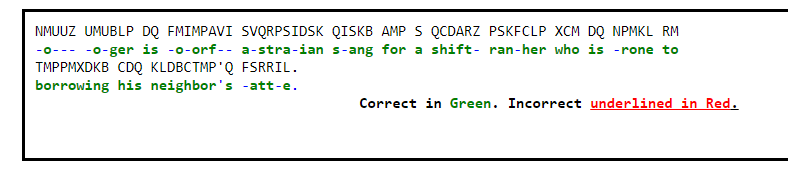 NMUUZ UMUBLP DQ FMIMPAVI SVQRPSIDSK QISKB AMP S QCDARZ PSKFCLP XCM DQ NPMKL RM
-o--- -o-ger is -o-orf-- a-stra-ian s-ang for a shift- ran-her who is -rone to
TMPPMXDKB CDQ KLDBCTMP'Q FSRRIL.
borrowing his neighbor's -att-e.
Correct in Green. Incorrect underlined in Red.